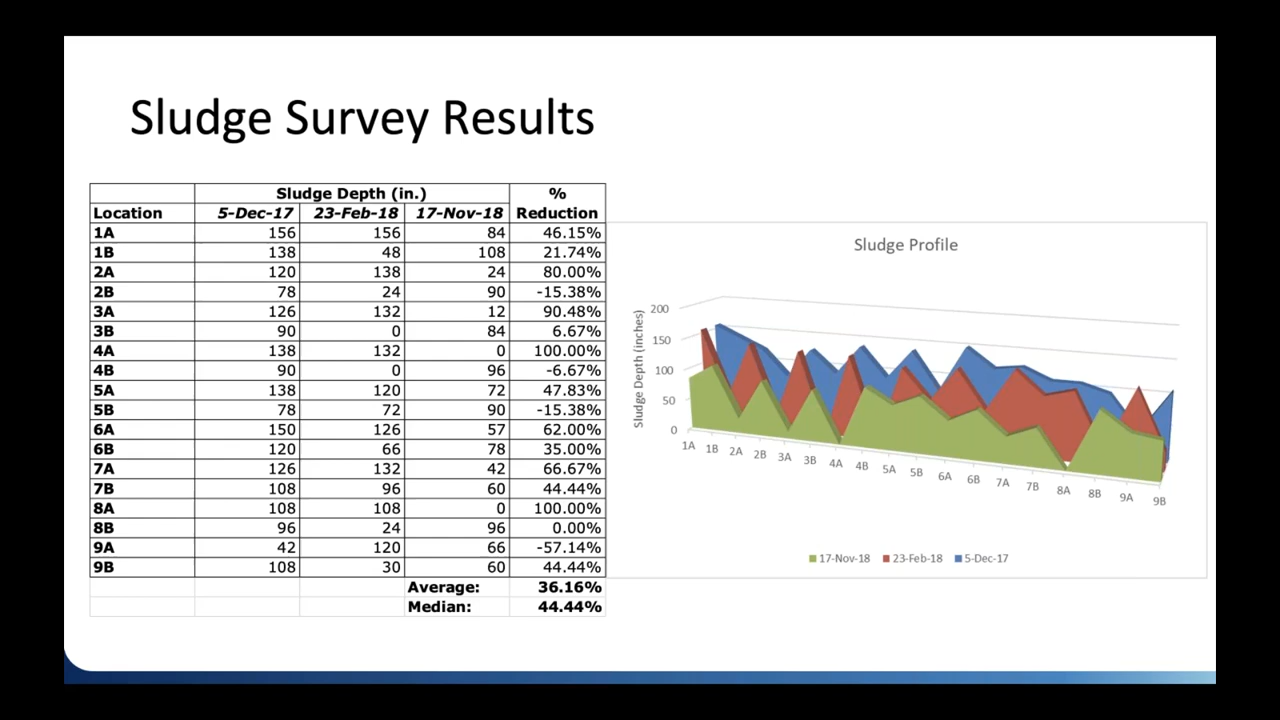 Sludge Survey Results
Sludge Depth (in.) %
Location 5-Dec-17 23-Feb-18 17-Nov-18 Reduction
1A 156 156 84 46.15%
1B 138 48 108 21.74%
2A 120 138 24 80.00%
2B 78 24 90 -15.38%
3A 126 132 12 90.48%
3B 90 0 84 6.67%
4A 138 132 0 100.00%
4B 90 0 96 -6.67%
5A 138 120 72 47.83%
5B 78 72 90 -15.38%
6A 150 126 57 62.00%
6B 120 66 78 35.00%
7A 126 132 42 66.67%
7B 108 96 60 44.44%
8A 108 108 0 100.00%
8B 96 24 96 0.00%
9A 42 120 66 -57.14%
9B 108 30 60 44.44%
Average: 36.16%
Median: 44.44%
Sludge Profile
Sludge Depth (inches)
200
150
100
50
0
1A 1B 2A 2B 3A 3B 4A 4B 5A 5B 6A 6B 7A 7B 8A 8B 9A 9B
17-Nov-18 23-Feb-18 5-Dec-17